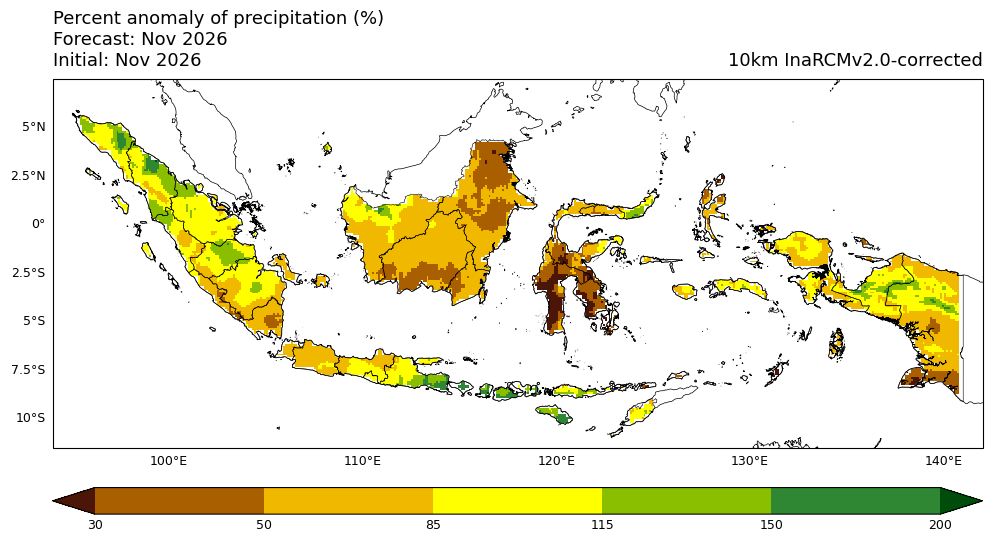 Percent anomaly of precipitation (%)
Forecast: Nov 2026
Initial: Nov 2026
10km InaRCMv2.0-corrected
5°N
2.5°N
0°
2.5°S
5°S
7.5°S
10°S
100°E 110°E 120°E 130°E 140°E
30 50 85 115 150 200